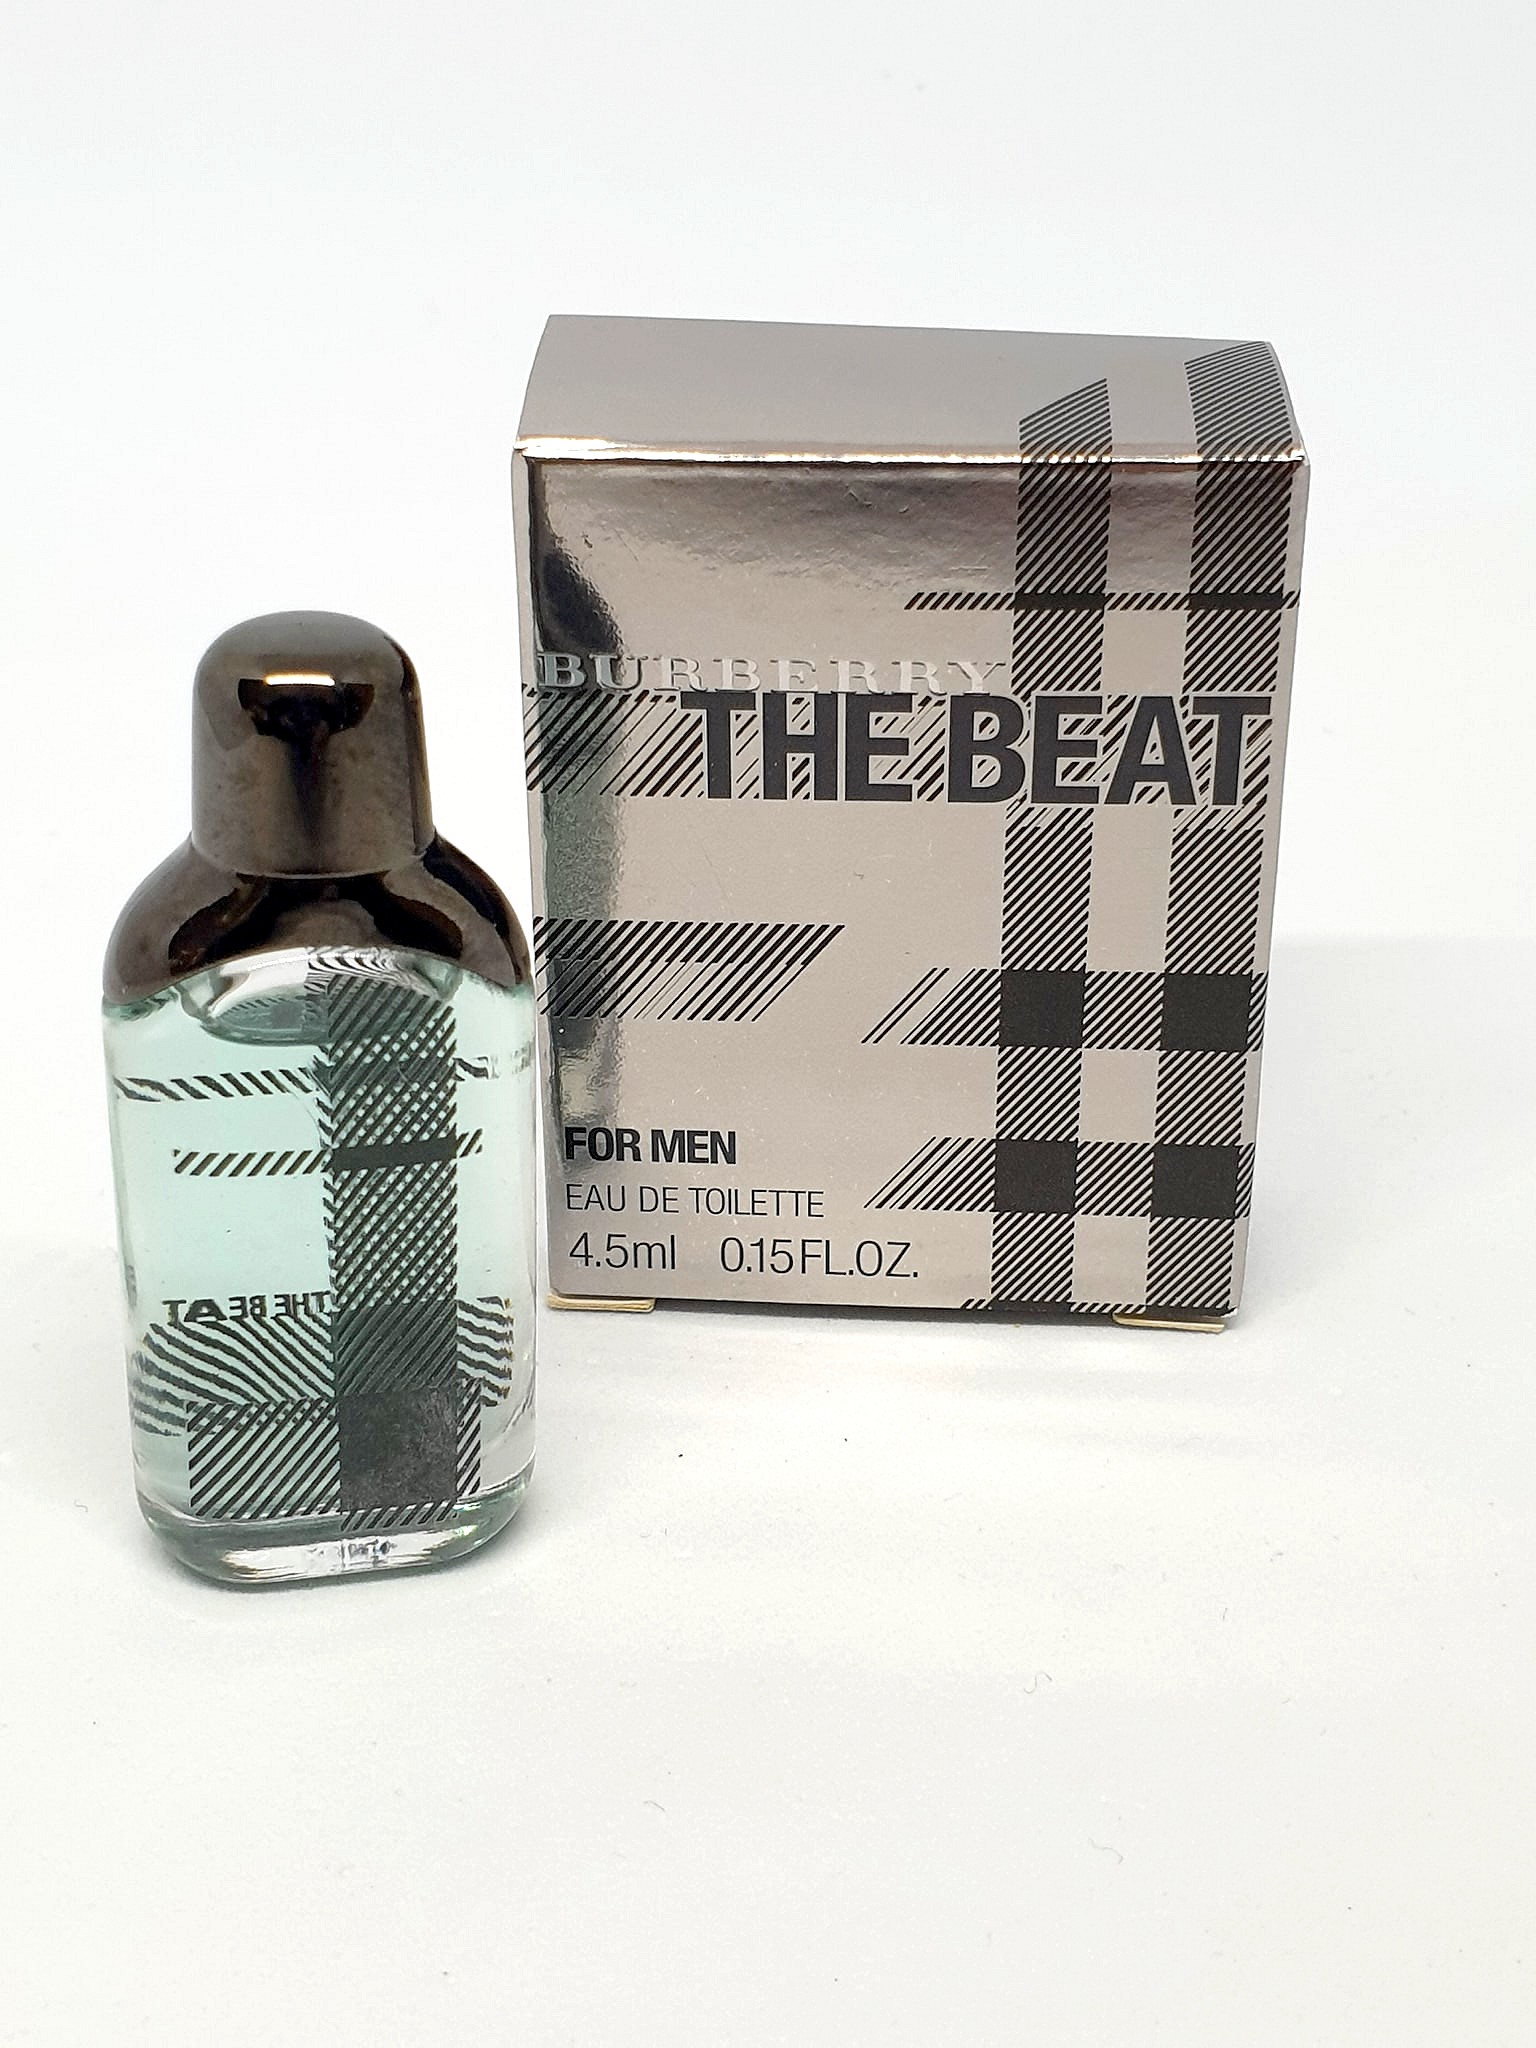 BURBERRY
THE BEAT
FOR MEN
EAU DE TOILETTE
4.5ml 0.15FL.OZ.
THE BEAT